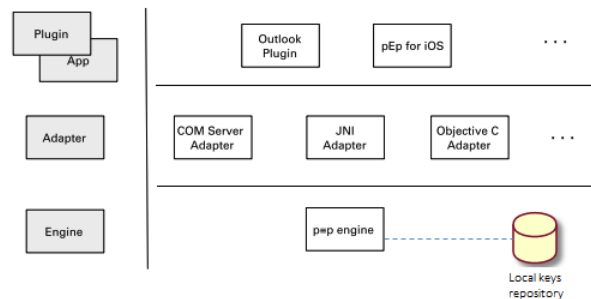 Plugin
App
Outlook
Plugin
pEp for iOS
...
Adapter
COM Server
Adapter
JNI
Adapter
Objective C
Adapter
...
Engine
p≡p engine
Local keys
repository